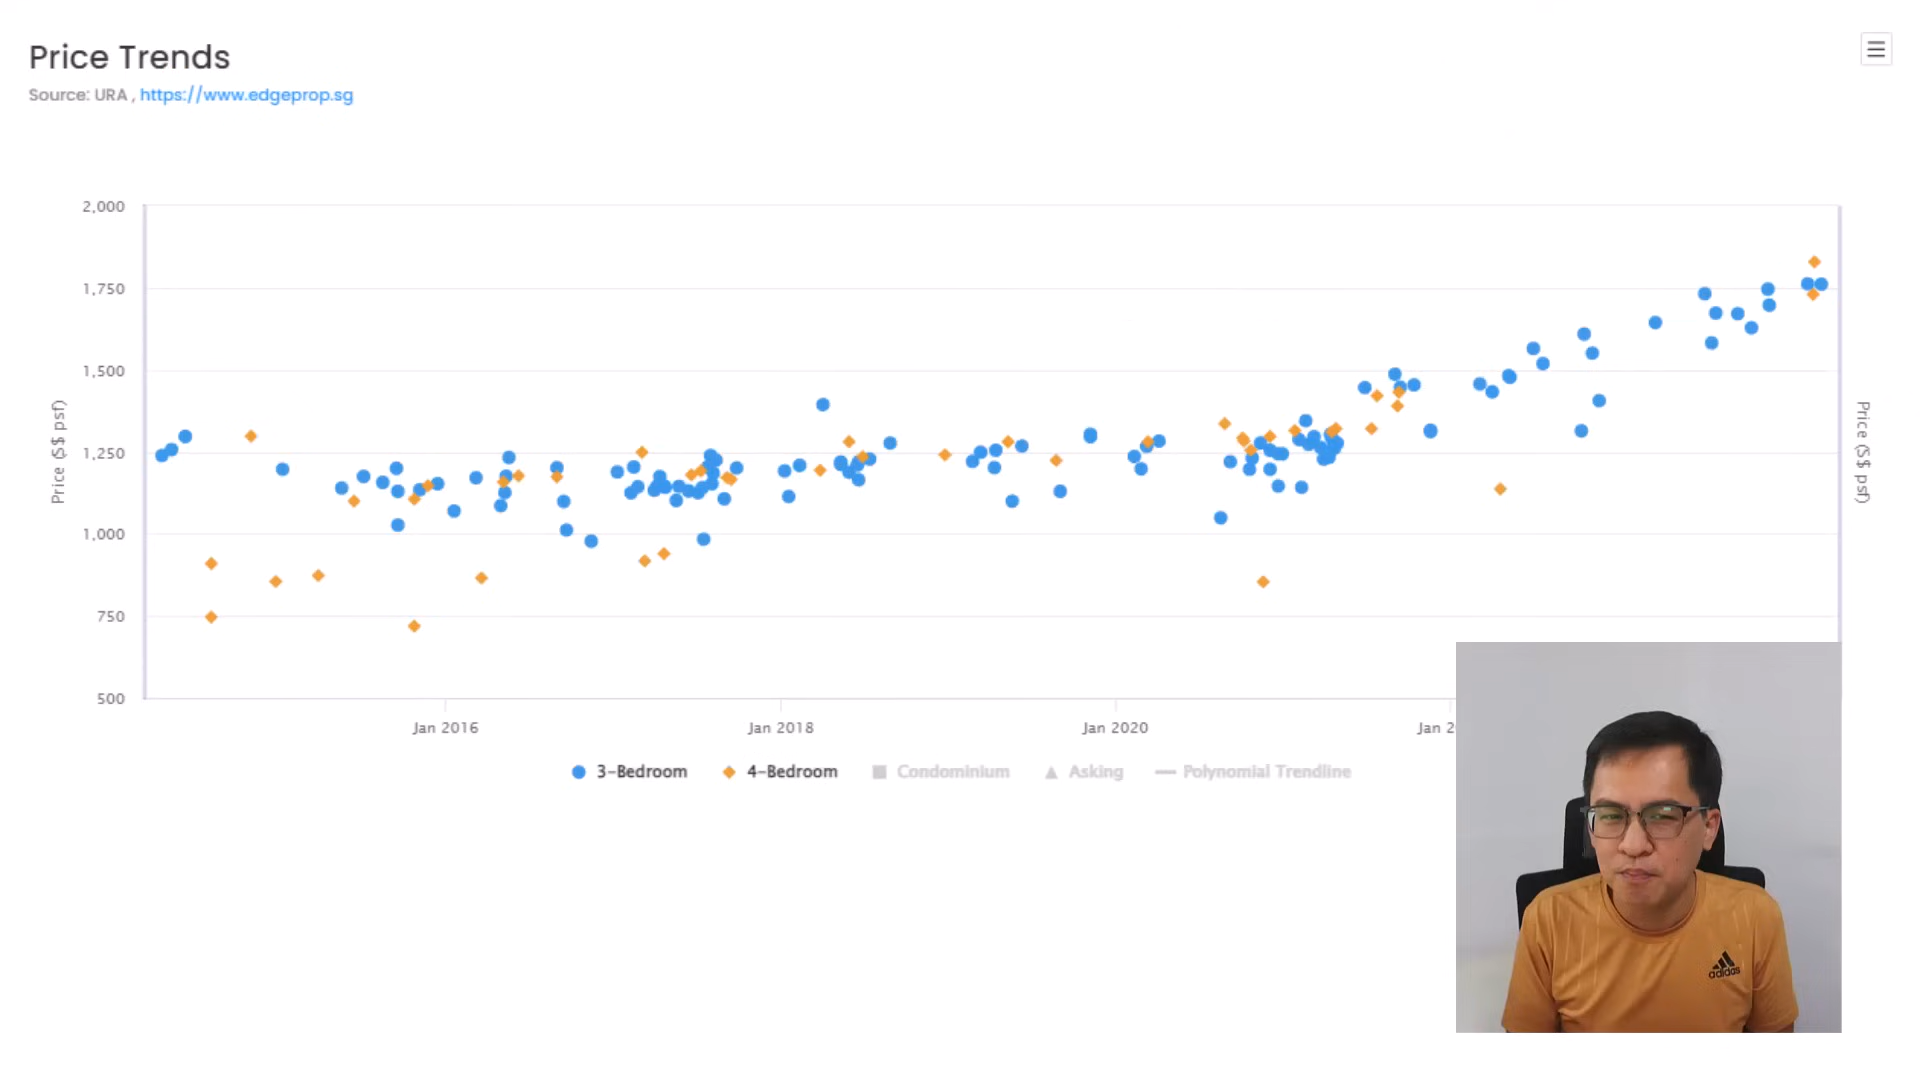 Price Trends
Source: URA , https://www.edgeprop.sg
2,000
1,750
1,500
1,250
1,000
750
500
Price (S$ psf)
Price (S$ psf)
Jan 2016
Jan 2018
Jan 2020
Jan 2
3-Bedroom
4-Bedroom
Condominium
Asking
Polynomial Trendline
adidas